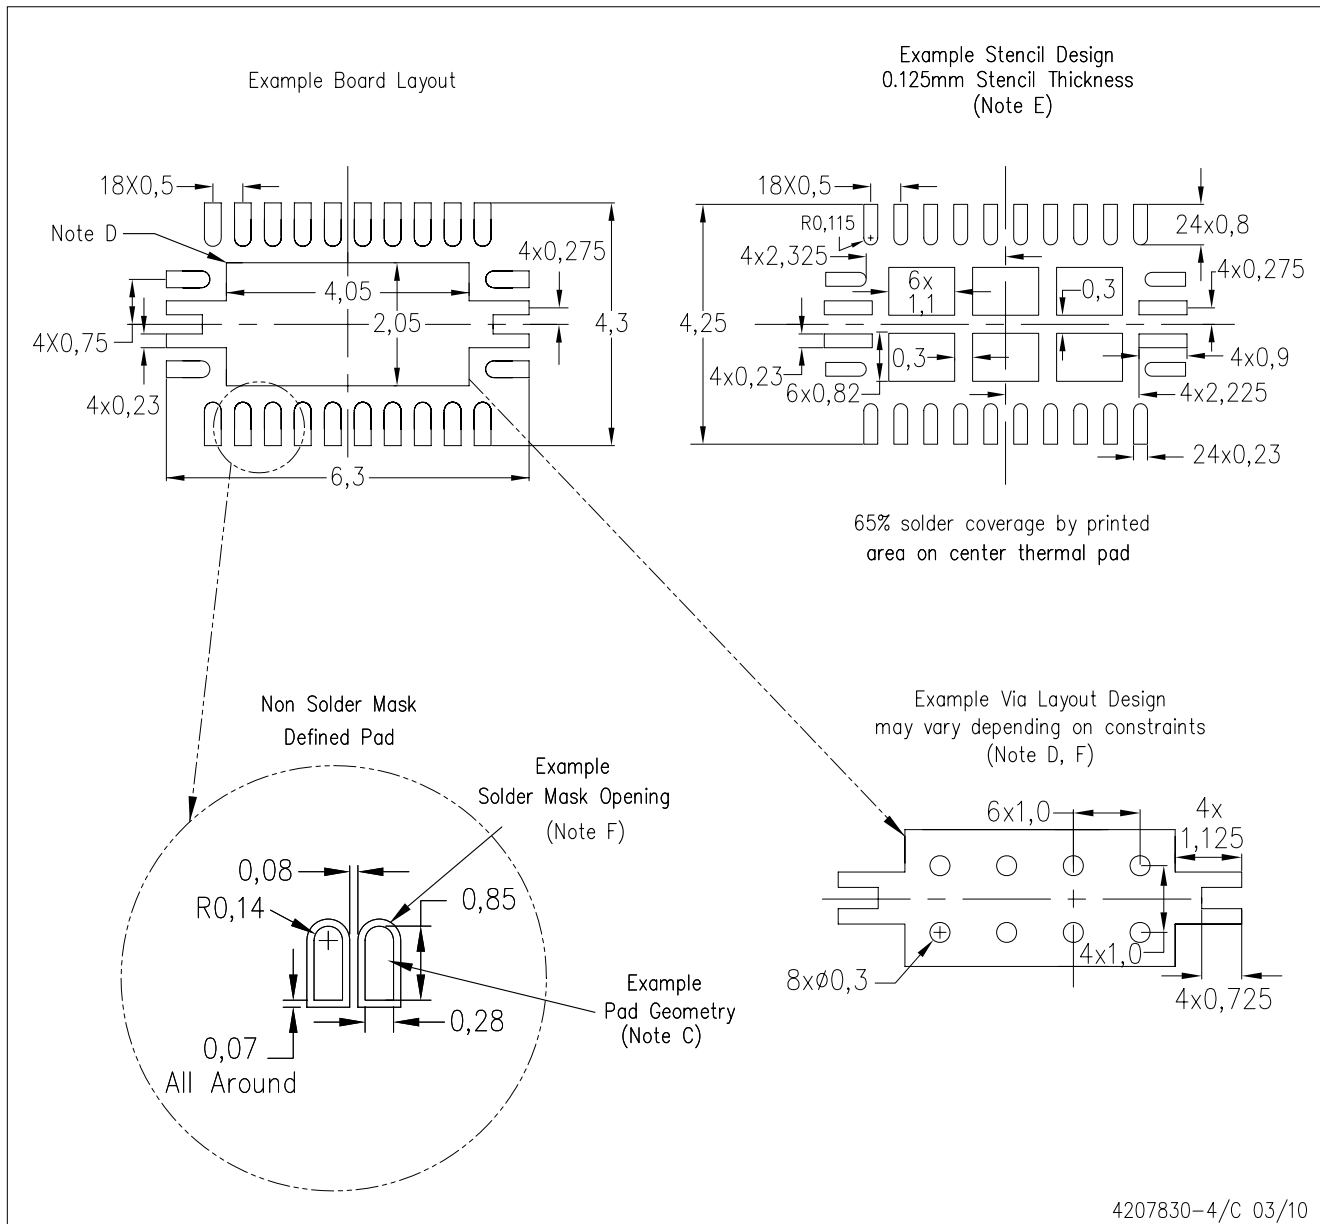 Example Board Layout
18X0,5
Note D
4x0,275
4,05
2,05
4,3
4X0,75
4x0,23
6,3
Example Stencil Design
0.125mm Stencil Thickness
(Note E)
18X0,5
R0,115
24x0,8
4x2,325
4x0,275
6x
1,1
0,3
4,25
0,3
4x0,9
4x0,23
6x0,82
4x2,225
24x0,23
65% solder coverage by printed
area on center thermal pad
Non Solder Mask
Defined Pad
Example
Solder Mask Opening
(Note F)
0,08
R0,14
0,85
Example
Pad Geometry
(Note C)
0,28
0,07
All Around
Example Via Layout Design
may vary depending on constraints
(Note D, F)
6x1,0
4x
1,125
4x1,0
8xø0,3
4x0,725
4207830-4/C 03/10